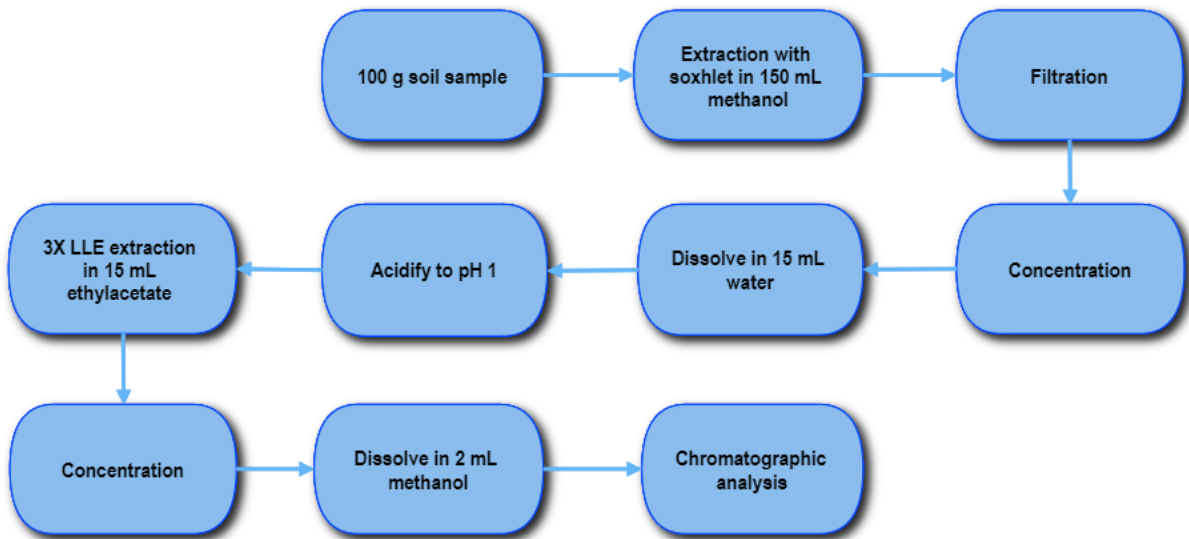 100 g soil sample
Extraction with
soxhlet in 150 mL
methanol
Filtration
Concentration
Dissolve in 15 mL
water
Acidify to pH 1
3X LLE extraction
in 15 mL
ethylacetate
Concentration
Dissolve in 2 mL
methanol
Chromatographic
analysis